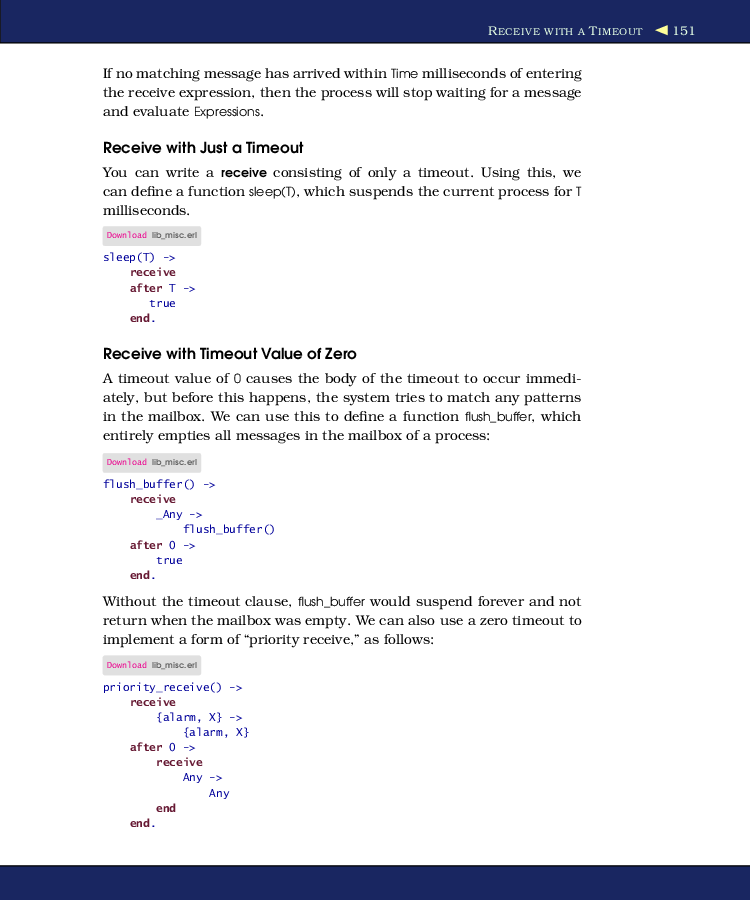 RECEIVE WITH A TIMEOUT ◀ 151
If no matching message has arrived within Time milliseconds of entering
the receive expression, then the process will stop waiting for a message
and evaluate Expressions.
Receive with Just a Timeout
You can write a receive consisting of only a timeout. Using this, we
can define a function sleep(T), which suspends the current process for T
milliseconds.
Download lib_misc.erl
sleep(T) ->
    receive
    after T ->
       true
    end.
Receive with Timeout Value of Zero
A timeout value of 0 causes the body of the timeout to occur immedi-
ately, but before this happens, the system tries to match any patterns
in the mailbox. We can use this to define a function flush_buffer, which
entirely empties all messages in the mailbox of a process:
Download lib_misc.erl
flush_buffer() ->
    receive
        _Any ->
            flush_buffer()
    after 0 ->
        true
    end.
Without the timeout clause, flush_buffer would suspend forever and not
return when the mailbox was empty. We can also use a zero timeout to
implement a form of “priority receive,” as follows:
Download lib_misc.erl
priority_receive() ->
    receive
        {alarm, X} ->
            {alarm, X}
    after 0 ->
        receive
            Any ->
                Any
        end
    end.